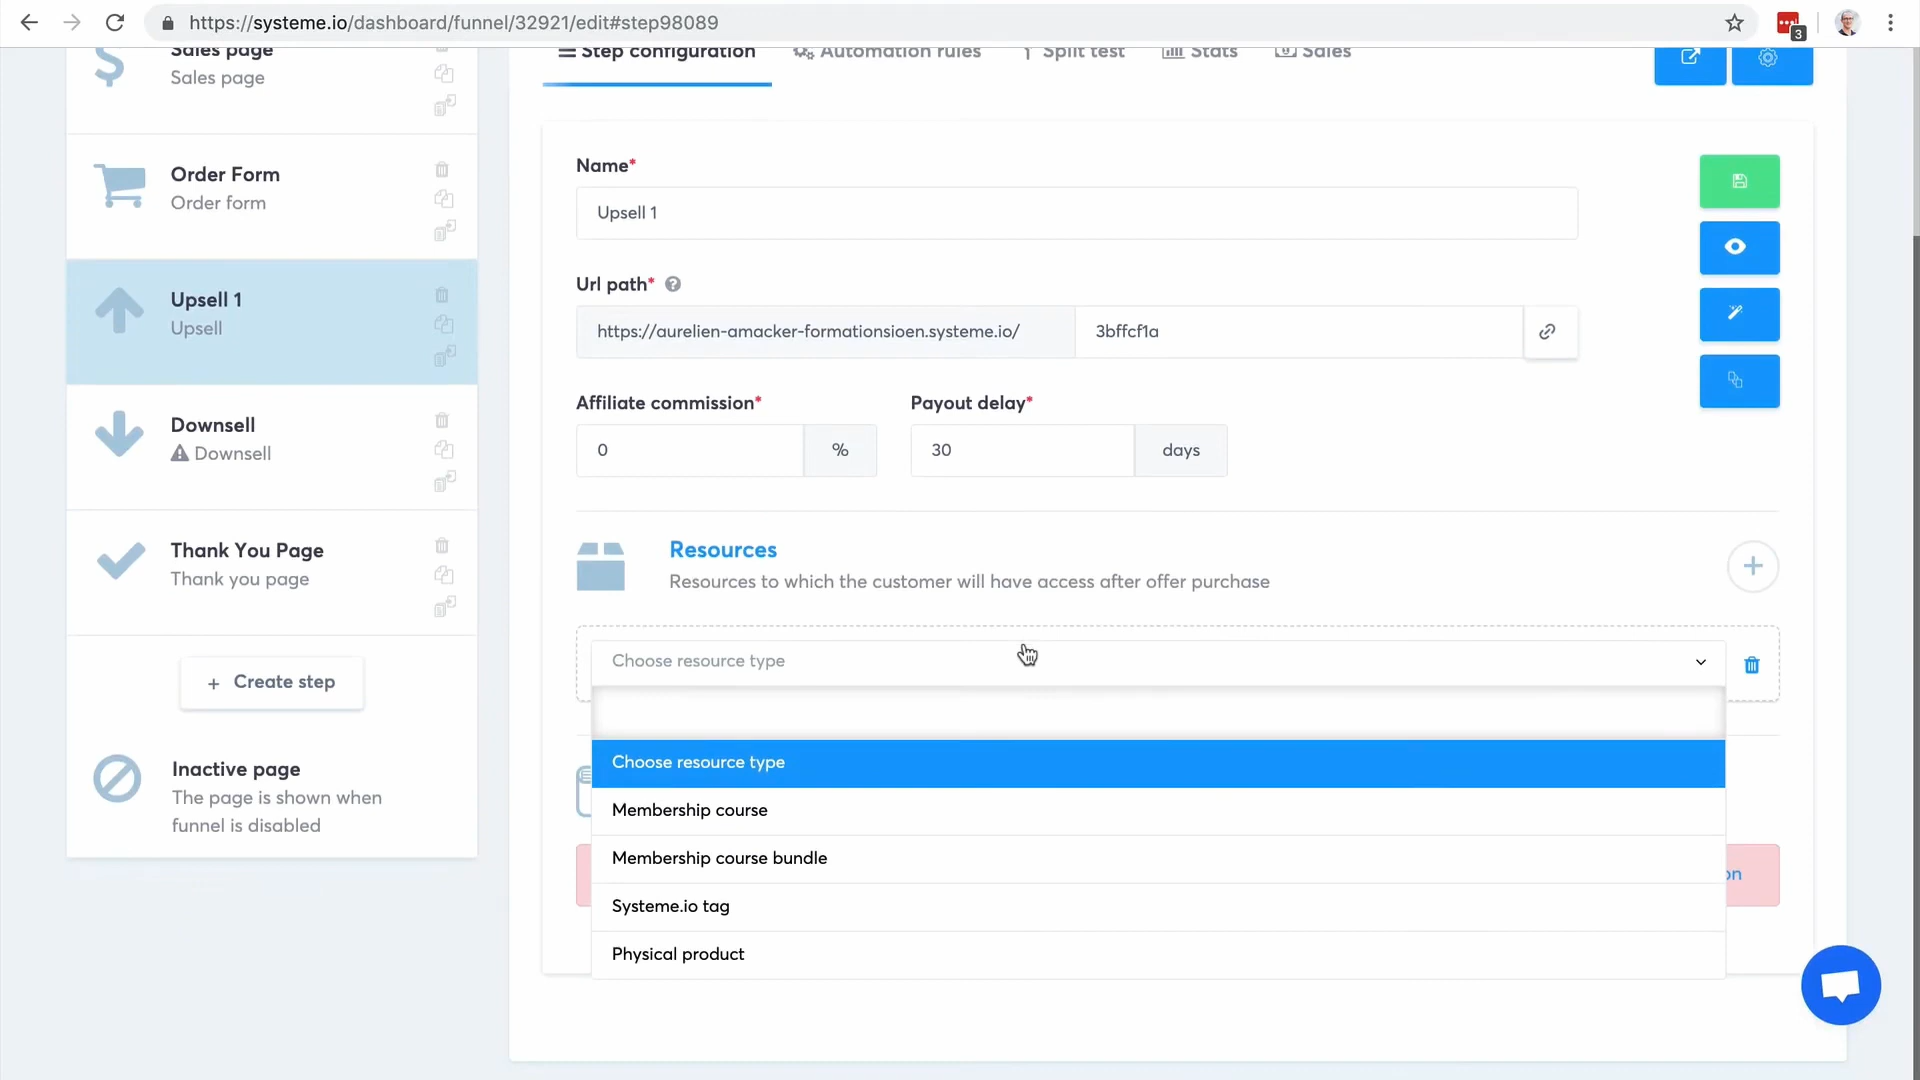 https://systeme.io/dashboard/funnel/32921/edit#step98089
3
Sales page
Sales page
Order Form
Order form
Upsell 1
Upsell
Downsell
Downsell
Thank You Page
Thank you page
+ Create step
Inactive page
The page is shown when
funnel is disabled
Step configuration
Automation rules
Split test
Stats
Sales
Name*
Upsell 1
Url path* ?
https://aurelien-amacker-formationsioen.systeme.io/
3bffcf1a
Affiliate commission*
Payout delay*
0 %
30 days
Resources
Resources to which the customer will have access after offer purchase
Choose resource type
Choose resource type
Membership course
Membership course bundle
Systeme.io tag
Physical product
on